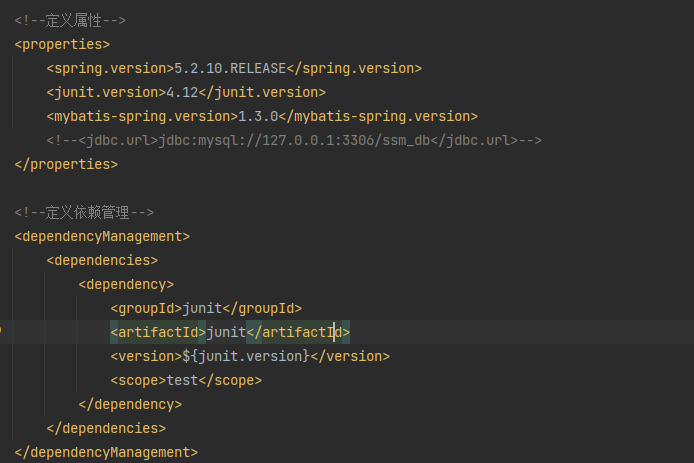 <!--定义属性-->
<properties>
<spring.version>5.2.10.RELEASE</spring.version>
<junit.version>4.12</junit.version>
<mybatis-spring.version>1.3.0</mybatis-spring.version>
<!--<jdbc.url>jdbc:mysql://127.0.0.1:3306/ssm_db</jdbc.url>-->
</properties>
<!--定义依赖管理-->
<dependencyManagement>
<dependencies>
<dependency>
<groupId>junit</groupId>
<artifactId>junit</artifactId>
<version>${junit.version}</version>
<scope>test</scope>
</dependency>
</dependencies>
</dependencyManagement>